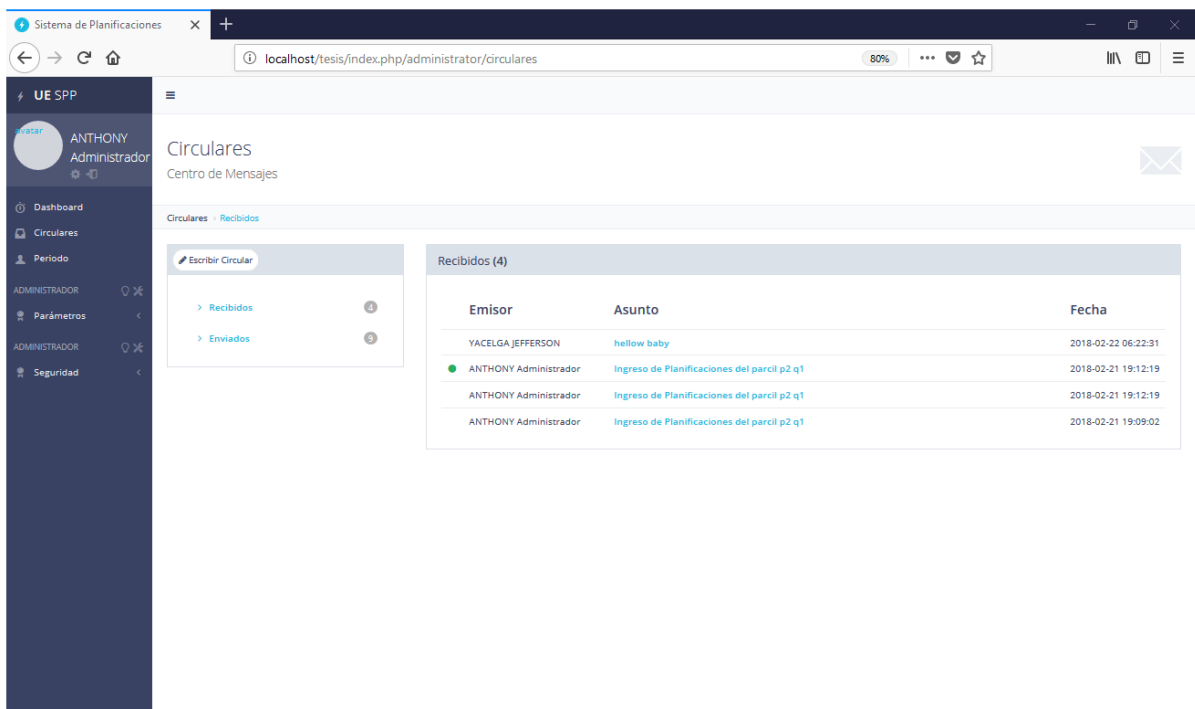 Sistema de Planificaciones
localhost/tesis/index.php/administrator/circulares
80%
UE SPP
avatar
ANTHONY
Administrador
Dashboard
Circulares
Periodo
ADMINISTRADOR
Parámetros
ADMINISTRADOR
Seguridad
Circulares
Centro de Mensajes
Circulares > Recibidos
Escribir Circular
> Recibidos 4
> Enviados 9
Recibidos (4)
Emisor Asunto Fecha
YACELGA JEFFERSON hellow baby 2018-02-22 06:22:31
ANTHONY Administrador Ingreso de Planificaciones del parcil p2 q1 2018-02-21 19:12:19
ANTHONY Administrador Ingreso de Planificaciones del parcil p2 q1 2018-02-21 19:12:19
ANTHONY Administrador Ingreso de Planificaciones del parcil p2 q1 2018-02-21 19:09:02